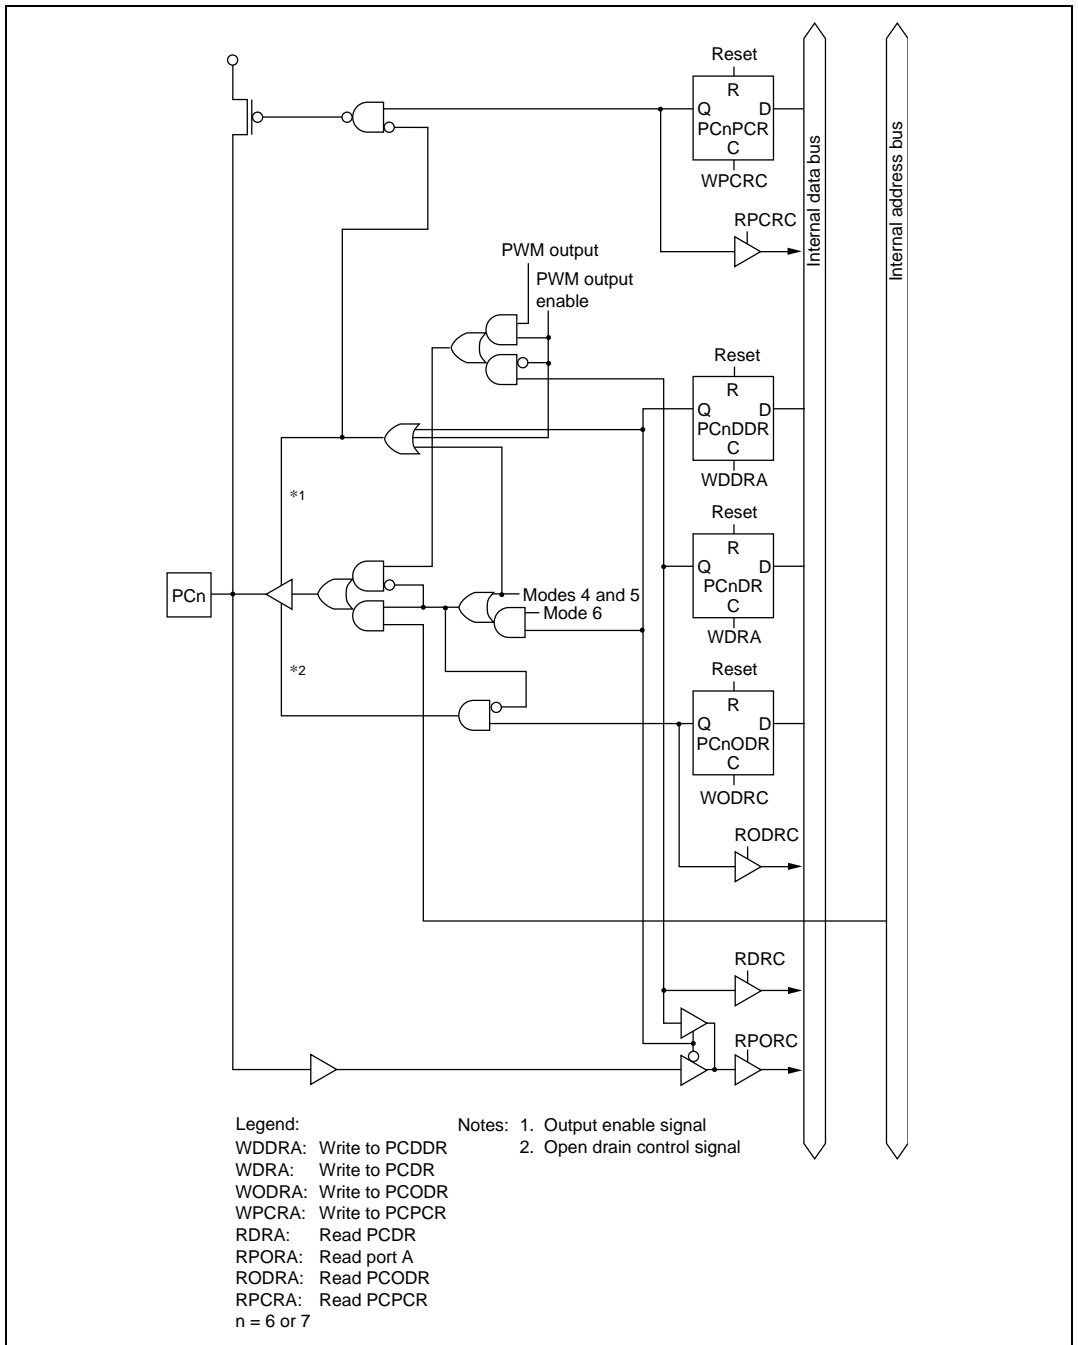 Reset
R
Q D
PCnPCR
C
WPCRC
RPCRC
Internal data bus
Internal address bus
PWM output
PWM output
enable
Reset
R
Q D
PCnDDR
C
WDDRA
*1
Reset
R
Q D
PCnDR
C
WDRA
PCn
Modes 4 and 5
Mode 6
*2
Reset
R
Q D
PCnODR
C
WODRC
RODRC
RDRC
RPORC
Legend:
WDDRA: Write to PCDDR
WDRA: Write to PCDR
WODRA: Write to PCODR
WPCRA: Write to PCPCR
RDRA: Read PCDR
RPORA: Read port A
RODRA: Read PCODR
RPCRA: Read PCPCR
n = 6 or 7
Notes: 1. Output enable signal
2. Open drain control signal